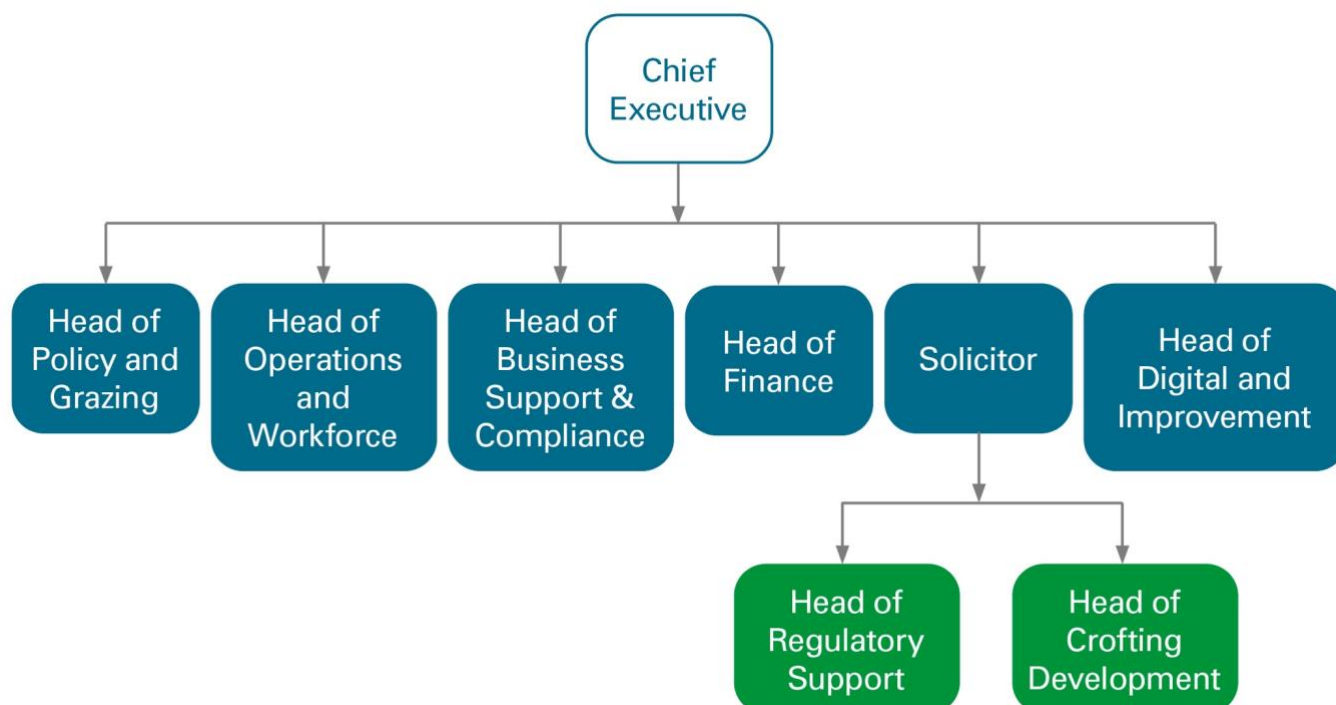 Chief
Executive
Head of
Policy and
Grazing
Head of
Operations
and
Workforce
Head of
Business
Support &
Compliance
Head of
Finance
Solicitor
Head of
Digital and
Improvement
Head of
Regulatory
Support
Head of
Crofting
Development